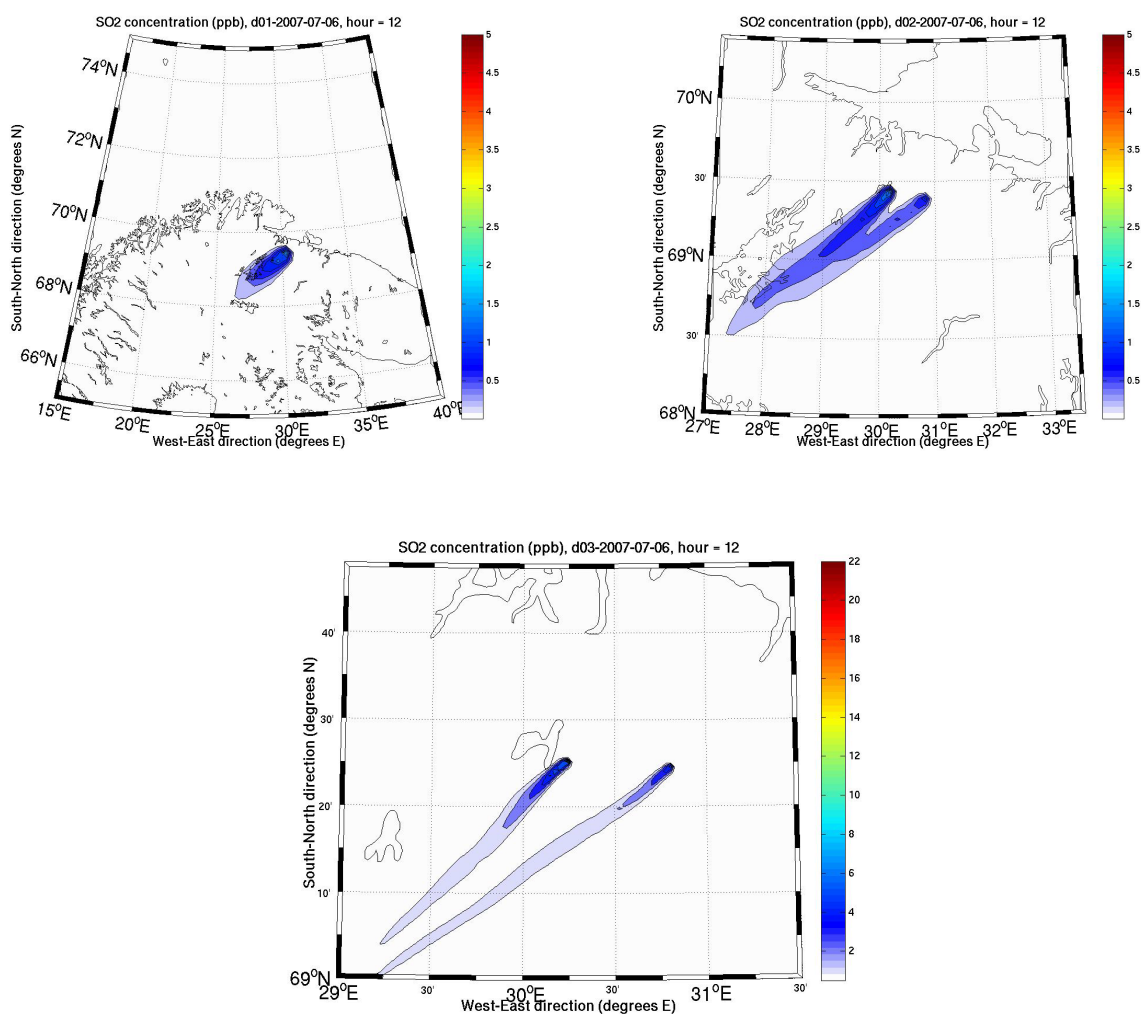 SO2 concentration (ppb), d01-2007-07-06, hour = 12
South-North direction (degrees N)
74°N
72°N
70°N
68°N
66°N
15°E
20°E
25°E
30°E
35°E
40°E
West-East direction (degrees E)
5
4.5
4
3.5
3
2.5
2
1.5
1
0.5
SO2 concentration (ppb), d02-2007-07-06, hour = 12
South-North direction (degrees N)
70°N
30'
69°N
30'
68°N
27°E
28°E
29°E
30°E
31°E
32°E
33°E
West-East direction (degrees E)
5
4.5
4
3.5
3
2.5
2
1.5
1
0.5
SO2 concentration (ppb), d03-2007-07-06, hour = 12
South-North direction (degrees N)
40'
30'
20'
10'
69°N
29°E
30'
30°E
30'
31°E
30'
West-East direction (degrees E)
22
20
18
16
14
12
10
8
6
4
2